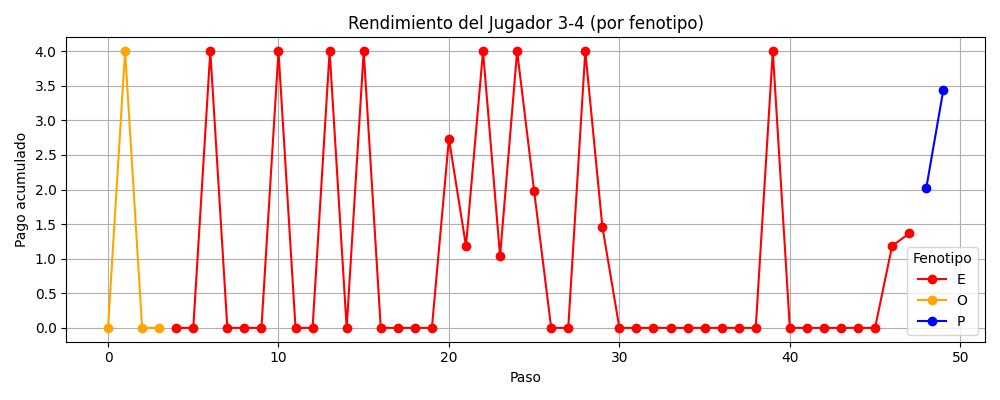 Rendimiento del Jugador 3-4 (por fenotipo)
Pago acumulado
4.0
3.5
3.0
2.5
2.0
1.5
1.0
0.5
0.0
0 10 20 30 40 50
Paso
Fenotipo
E
O
P